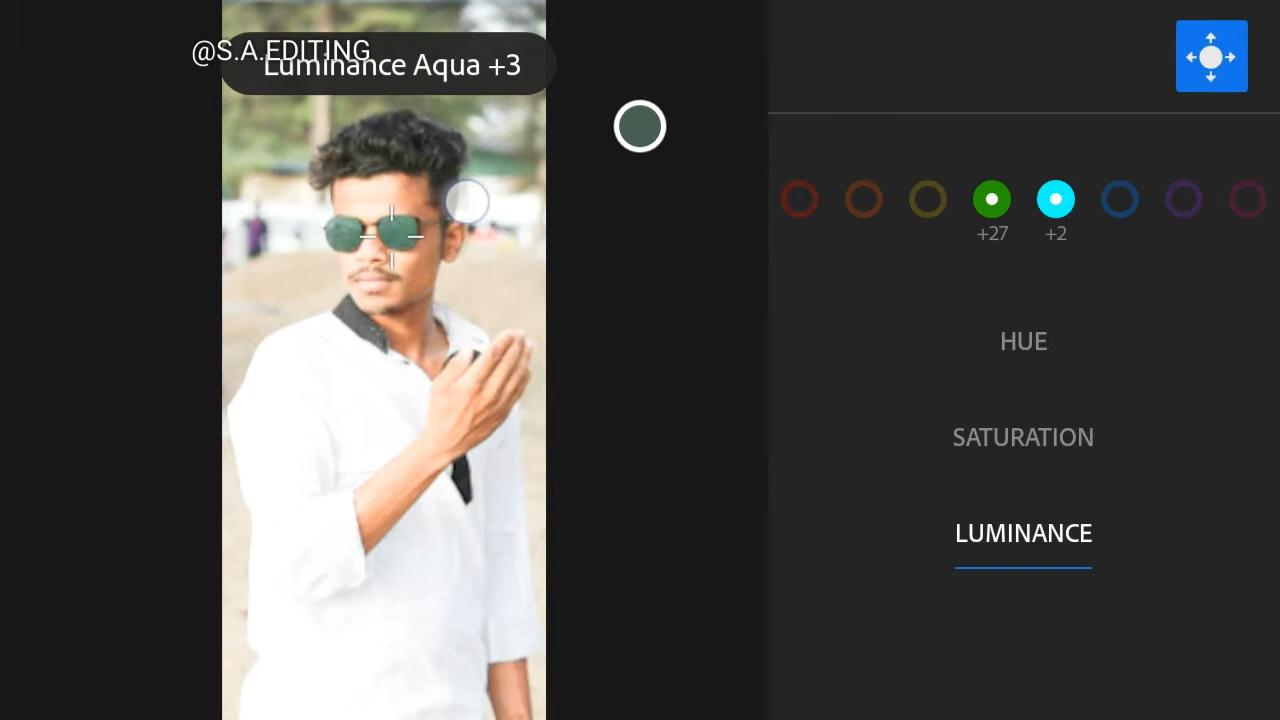 @S.A.EDITING
Luminance Aqua +3
+27
+2
HUE
SATURATION
LUMINANCE